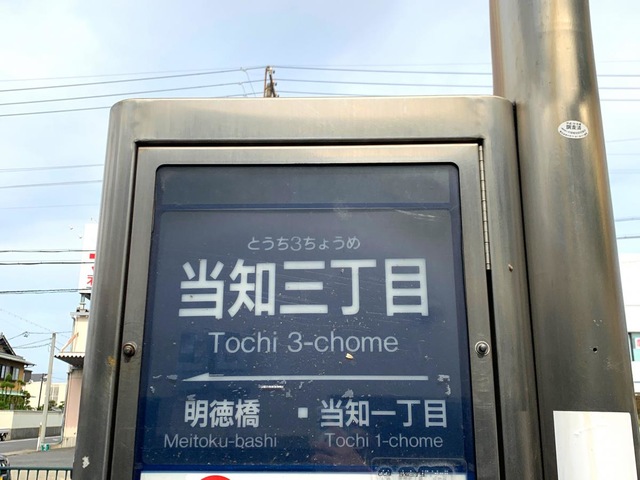 とうち3ちょうめ
当知三丁目
Tochi 3-chome
明徳橋 ▪ 当知一丁目
Meitoku-bashi Tochi 1-chome